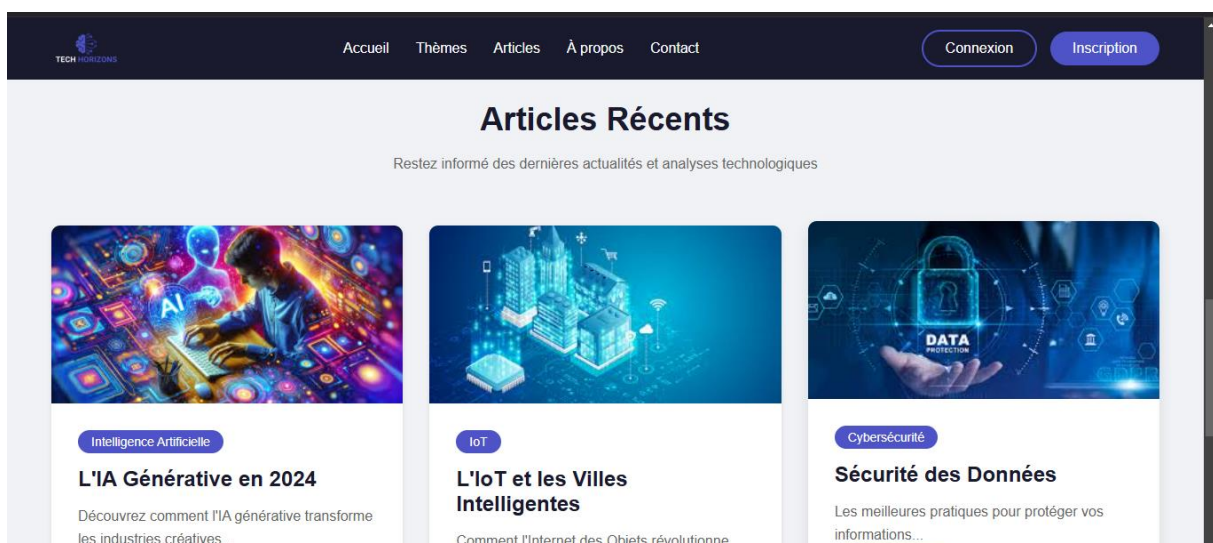 TECH HORIZONS
Accueil Thèmes Articles À propos Contact
Connexion Inscription
Articles Récents
Restez informé des dernières actualités et analyses technologiques
AI
DATA
PROTECTION
Intelligence Artificielle
L'IA Générative en 2024
Découvrez comment l'IA générative transforme
les industries créatives...
IoT
L'IoT et les Villes
Intelligentes
Comment l'Internet des Objets révolutionne
Cybersécurité
Sécurité des Données
Les meilleures pratiques pour protéger vos
informations...